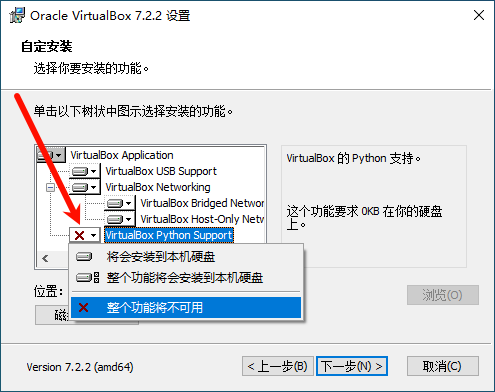 Oracle VirtualBox 7.2.2 设置
自定安装
选择你要安装的功能。
单击以下树状中图示选择安装的功能。
VirtualBox Application
VirtualBox USB Support
VirtualBox Networking
VirtualBox Bridged Networ
VirtualBox Host-Only Netw
VirtualBox Python Support
VirtualBox 的 Python 支持。
这个功能要求 0KB 在你的硬盘
上。
将会安装到本机硬盘
整个功能将会安装到本机硬盘
整个功能将不可用
位置:
浏览(O)
磁
Version 7.2.2 (amd64)
< 上一步(B)
下一步(N) >
取消(C)